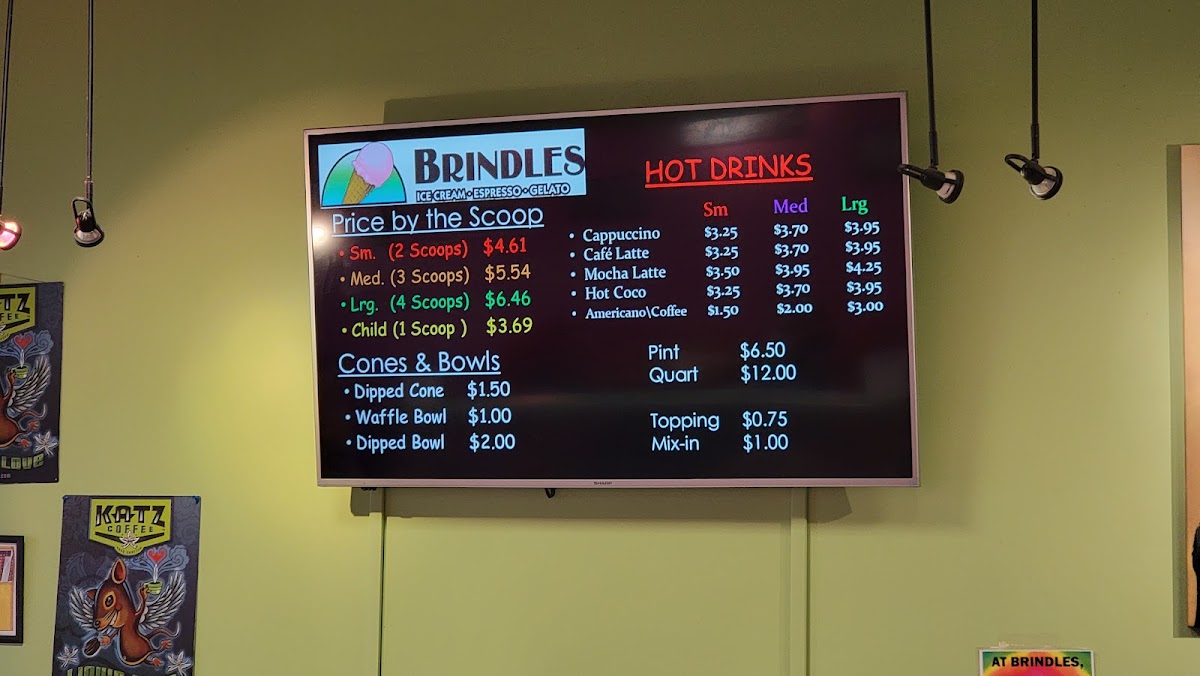 BRINDLES
ICE CREAM • ESPRESSO • GELATO
Price by the Scoop
• Sm. (2 Scoops) $4.61
• Med. (3 Scoops) $5.54
• Lrg. (4 Scoops) $6.46
• Child (1 Scoop ) $3.69
Cones & Bowls
• Dipped Cone $1.50
• Waffle Bowl $1.00
• Dipped Bowl $2.00
HOT DRINKS
Sm Med Lrg
• Cappuccino $3.25 $3.70 $3.95
• Café Latte $3.25 $3.70 $3.95
• Mocha Latte $3.50 $3.95 $4.25
• Hot Coco $3.25 $3.70 $3.95
• Americano\Coffee $1.50 $2.00 $3.00
Pint $6.50
Quart $12.00
Topping $0.75
Mix-in $1.00
SHARP
KATZ
COFFEE
AT BRINDLES,